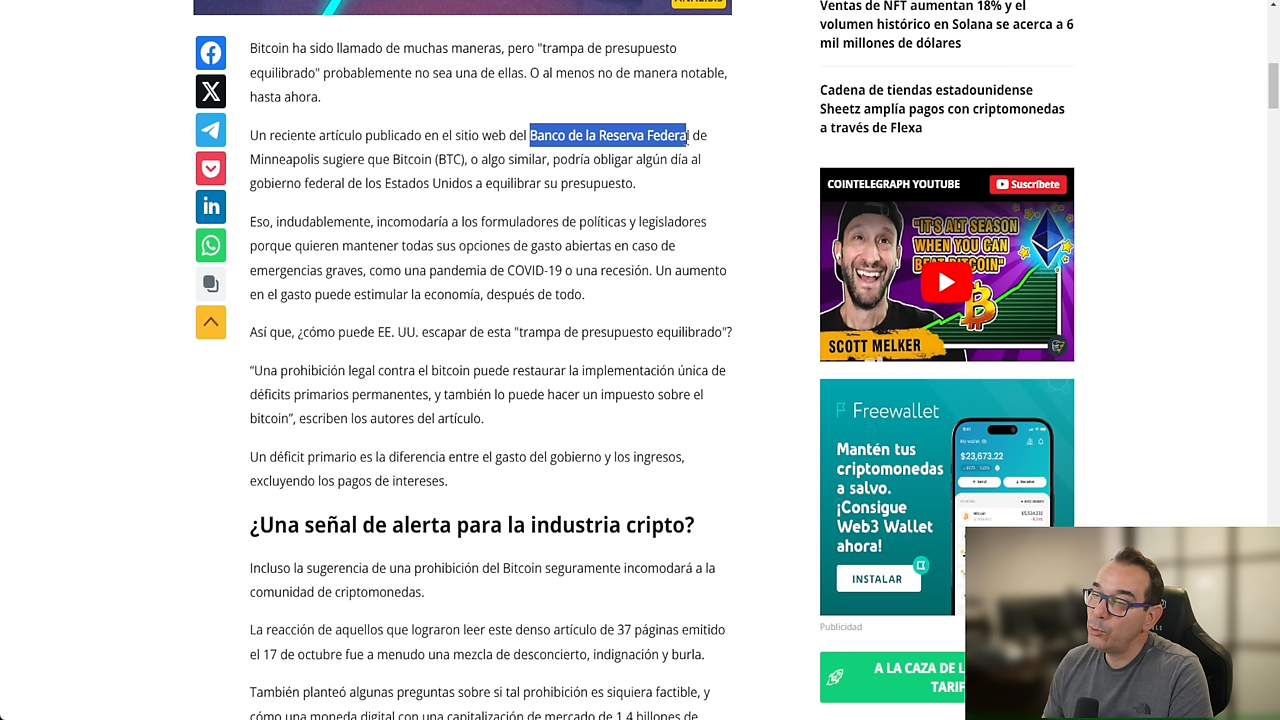 Bitcoin ha sido llamado de muchas maneras, pero "trampa de presupuesto
equilibrado" probablemente no sea una de ellas. O al menos no de manera notable,
hasta ahora.
Un reciente artículo publicado en el sitio web del Banco de la Reserva Federal de
Minneapolis sugiere que Bitcoin (BTC), o algo similar, podría obligar algún día al
gobierno federal de los Estados Unidos a equilibrar su presupuesto.
Eso, indudablemente, incomodaría a los formuladores de políticas y legisladores
porque quieren mantener todas sus opciones de gasto abiertas en caso de
emergencias graves, como una pandemia de COVID-19 o una recesión. Un aumento
en el gasto puede estimular la economía, después de todo.
Así que, ¿cómo puede EE. UU. escapar de esta "trampa de presupuesto equilibrado"?
“Una prohibición legal contra el bitcoin puede restaurar la implementación única de
déficits primarios permanentes, y también lo puede hacer un impuesto sobre el
bitcoin”, escriben los autores del artículo.
Un déficit primario es la diferencia entre el gasto del gobierno y los ingresos,
excluyendo los pagos de intereses.
¿Una señal de alerta para la industria cripto?
Incluso la sugerencia de una prohibición del Bitcoin seguramente incomodará a la
comunidad de criptomonedas.
La reacción de aquellos que lograron leer este denso artículo de 37 páginas emitido
el 17 de octubre fue a menudo una mezcla de desconcierto, indignación y burla.
También planteó algunas preguntas sobre si tal prohibición es siquiera factible, y
cómo una moneda digital con una capitalización de mercado de 1,4 billones de
Ventas de NFT aumentan 18% y el
volumen histórico en Solana se acerca a 6
mil millones de dólares
Cadena de tiendas estadounidense
Sheetz amplía pagos con criptomonedas
a través de Flexa
COINTELEGRAPH YOUTUBE
Suscríbete
"IT'S ALT SEASON
WHEN YOU CAN
BEAT BITCOIN"
SCOTT MELKER
Freewallet
Mantén tus
criptomonedas
a salvo.
¡Consigue
Web3 Wallet
ahora!
INSTALAR
$23,673.22
Publicidad
A LA CAZA DE L
TARIF